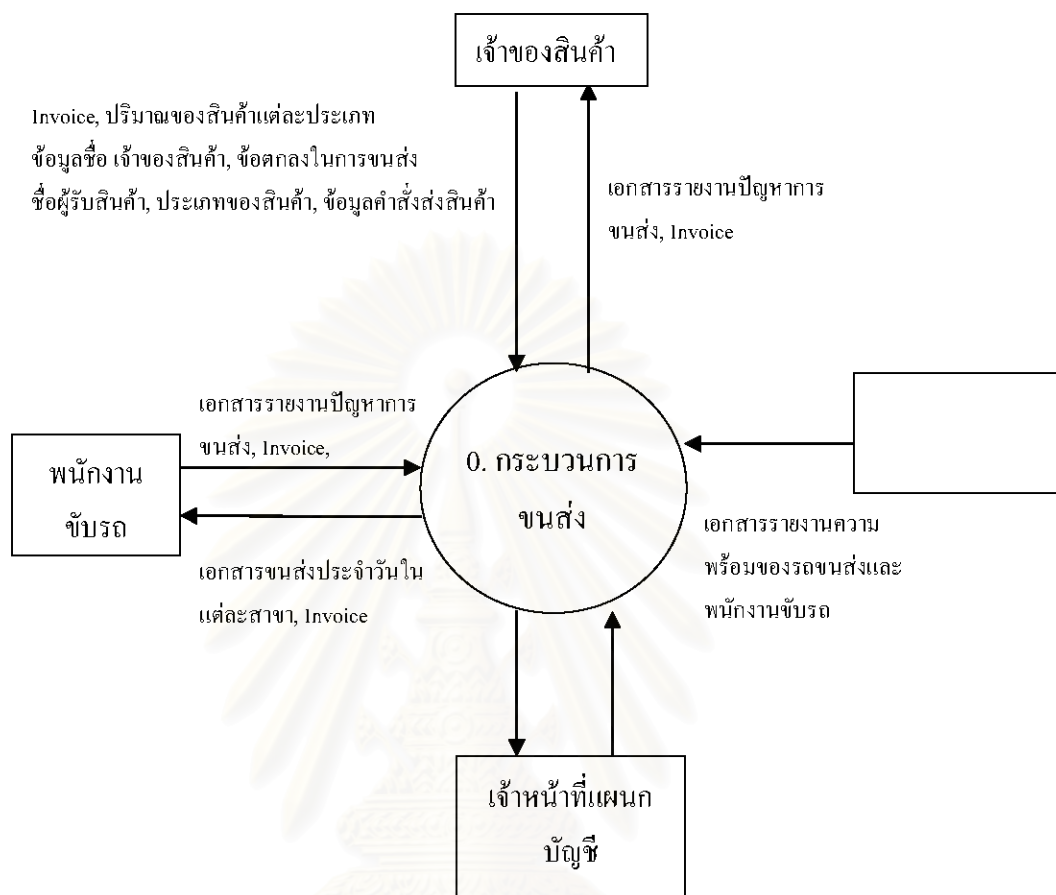 เจ้าของสินค้า
Invoice, ปริมาณของสินค้าแต่ละประเภท
ข้อมูลชื่อ เจ้าของสินค้า, ข้อตกลงในการขนส่ง
ชื่อผู้รับสินค้า, ประเภทของสินค้า, ข้อมูลคำสั่งส่งสินค้า
เอกสารรายงานปัญหาการ
ขนส่ง, Invoice
เอกสารรายงานปัญหาการ
ขนส่ง, Invoice,
พนักงาน
ขับรถ
0. กระบวนการ
ขนส่ง
เอกสารขนส่งประจำวันใน
แต่ละสาขา, Invoice
เอกสารรายงานความ
พร้อมของรถขนส่งและ
พนักงานขับรถ
เจ้าหน้าที่แผนก
บัญชี